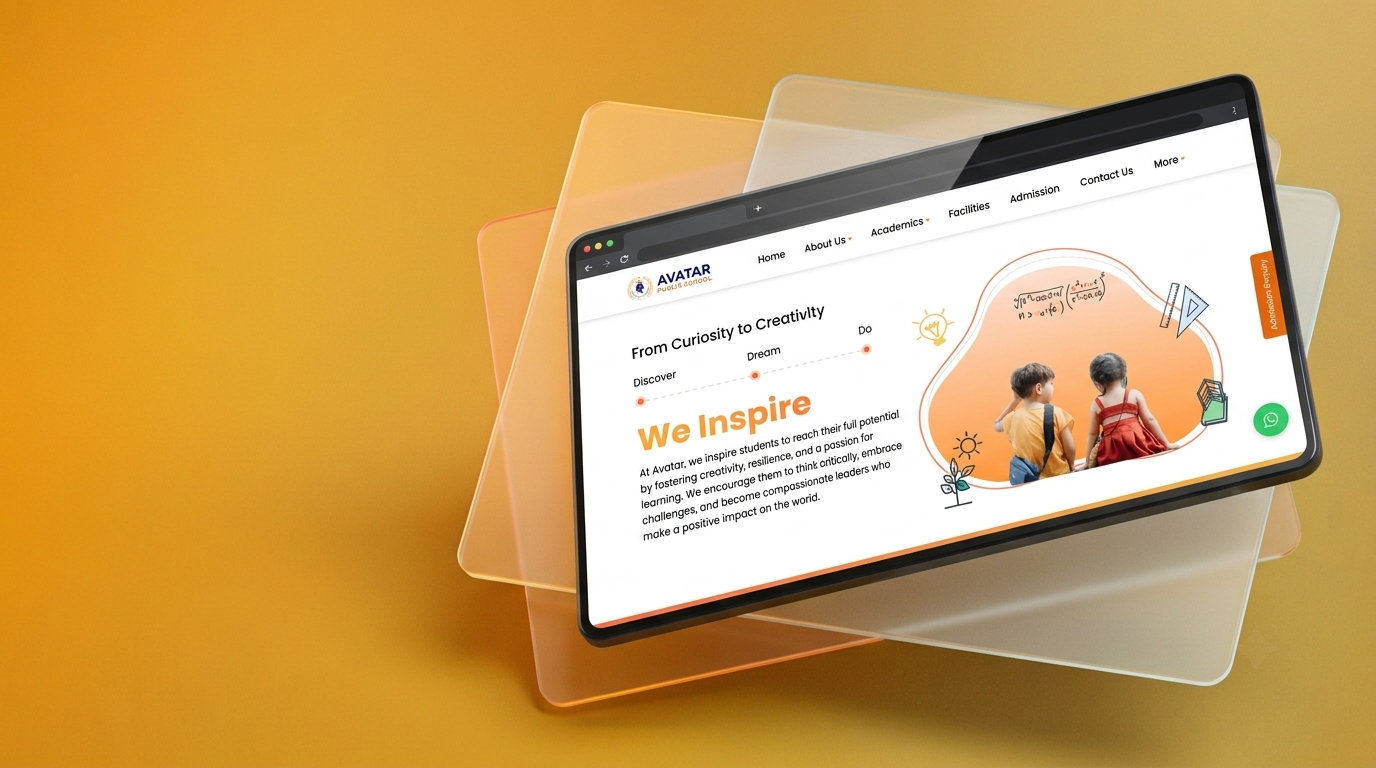 AVATAR
PUBLIC SCHOOL
Home
About Us
Academics
Facilities
Admission
Contact Us
More
From Curiosity to Creativity
Discover
Dream
Do
We Inspire
At Avatar, we inspire students to reach their full potential
by fostering creativity, resilience, and a passion for
learning. We encourage them to think critically, embrace
challenges, and become compassionate leaders who
make a positive impact on the world.
Admission Enquiry